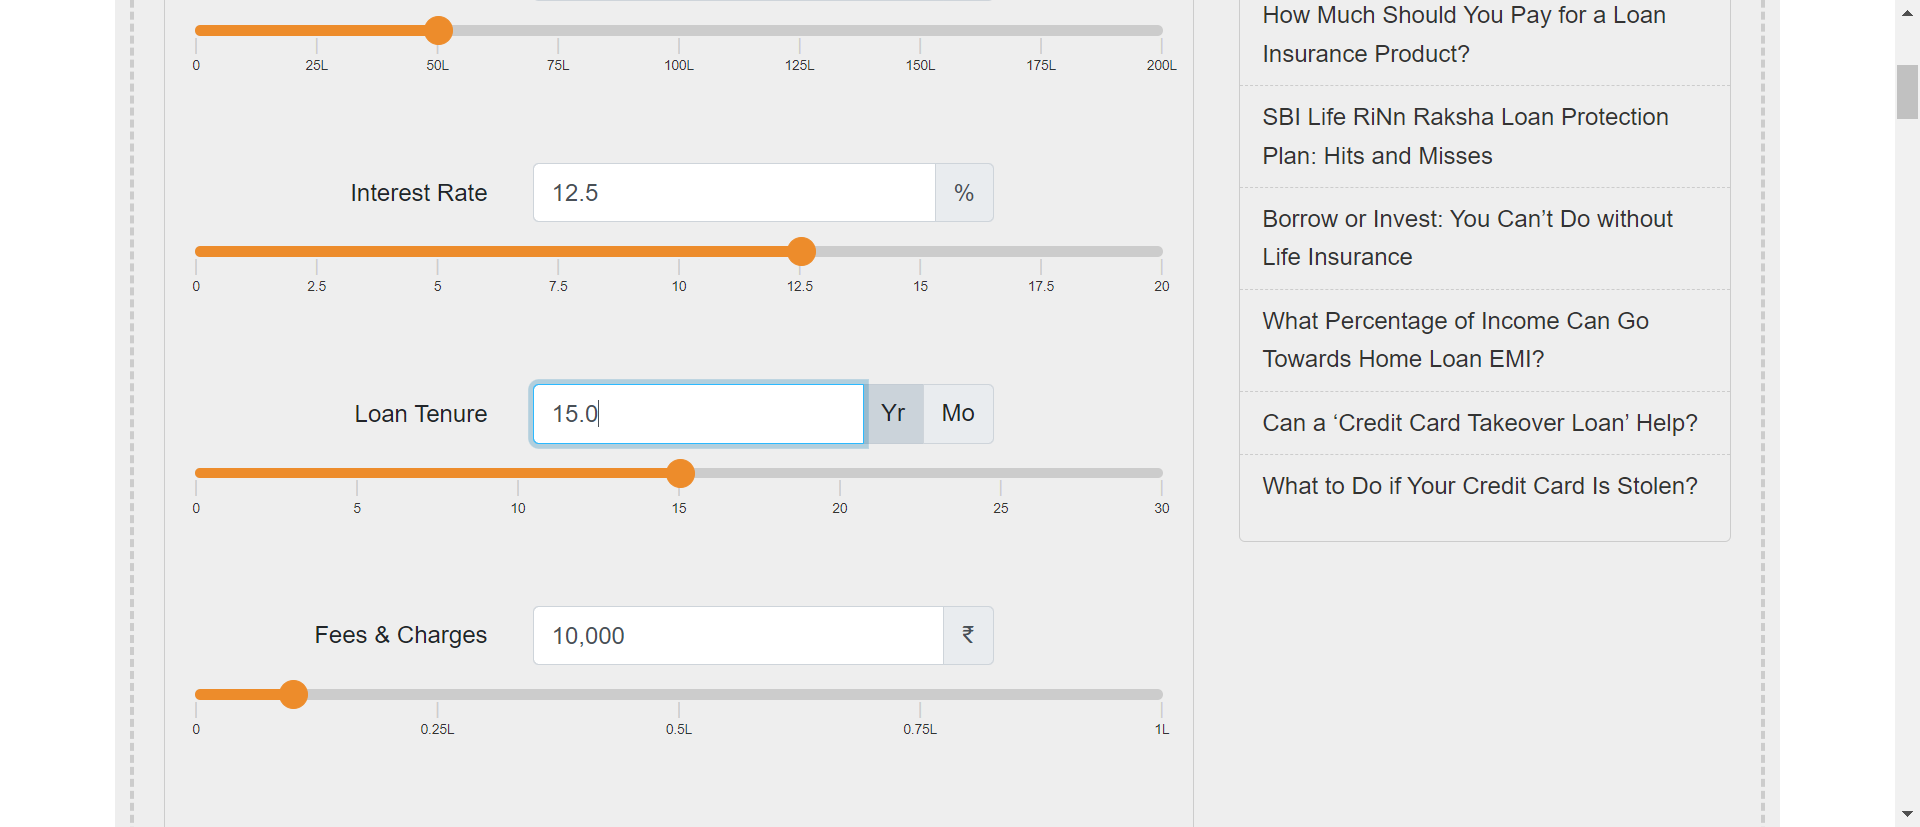 0 25L 50L 75L 100L 125L 150L 175L 200L
Interest Rate 12.5 %
0 2.5 5 7.5 10 12.5 15 17.5 20
Loan Tenure 15.0 Yr Mo
0 5 10 15 20 25 30
Fees & Charges 10,000 ₹
0 0.25L 0.5L 0.75L 1L
How Much Should You Pay for a Loan
Insurance Product?
SBI Life RiNn Raksha Loan Protection
Plan: Hits and Misses
Borrow or Invest: You Can’t Do without
Life Insurance
What Percentage of Income Can Go
Towards Home Loan EMI?
Can a ‘Credit Card Takeover Loan’ Help?
What to Do if Your Credit Card Is Stolen?